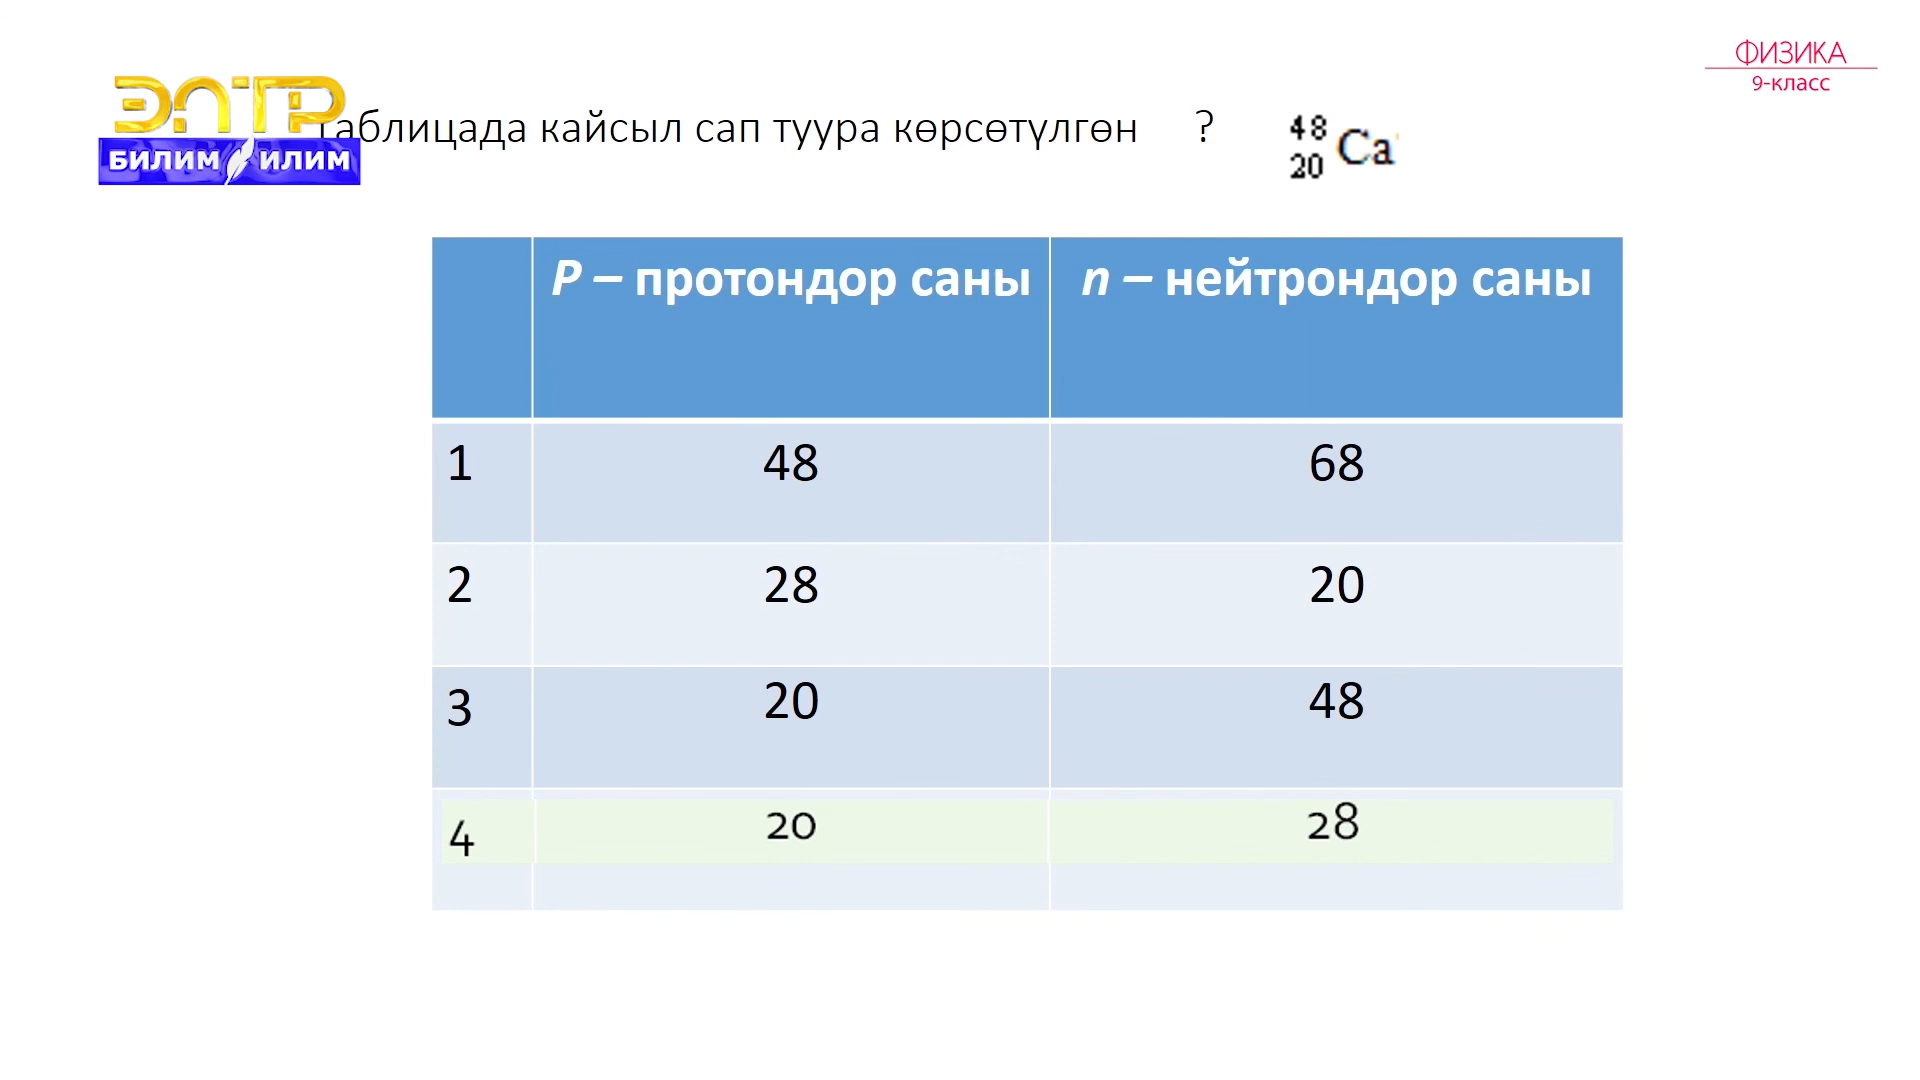 ФИЗИКА
9-класс
ЭЛТР
БИЛИМ ИЛИМ
Таблицада кайсыл сап туура көрсөтүлгөн ?
48
20 Ca
P – протондор саны n – нейтрондор саны
1 48 68
2 28 20
3 20 48
4 20 28